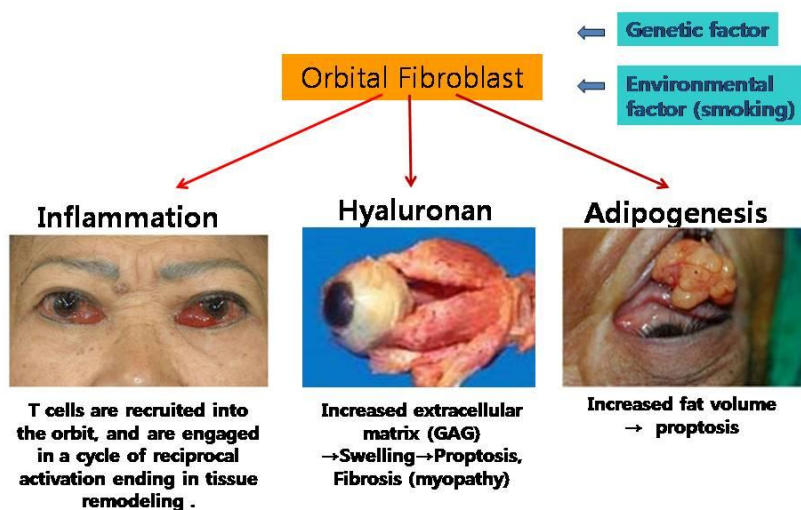 Genetic factor
Orbital Fibroblast
Environmental
factor (smoking)
Inflammation
T cells are recruited into
the orbit, and are engaged
in a cycle of reciprocal
activation ending in tissue
remodeling .
Hyaluronan
Increased extracellular
matrix (GAG)
→Swelling→Proptosis,
Fibrosis (myopathy)
Adipogenesis
Increased fat volume
→ proptosis